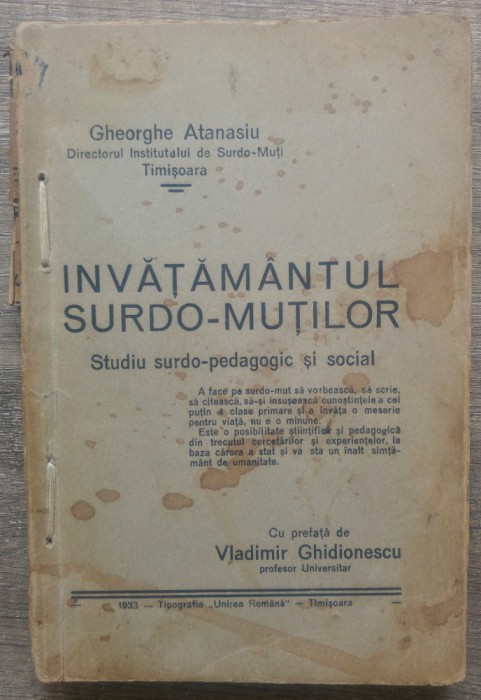 Gheorghe Atanasiu
Directorul Institutului de Surdo-Muți
Timișoara
INVĂȚĂMÂNTUL
SURDO-MUȚILOR
Studiu surdo-pedagogic și social
A face pe surdo-mut să vorbească, să scrie,
să citească, să-și însușească cunoștințele a cel
puțin 4 clase primare și a învăța o meserie
pentru viață, nu e o minune.
Este o posibilitate științifică și pedagogică
din trecutul cercetărilor și experiențelor, la
baza cărora a stat și va sta un înalt simță-
mânt de umanitate.
Cu prefață de
Vladimir Ghidionescu
profesor Universitar
1933 — Tipografia „Unirea Română" — Timișoara —